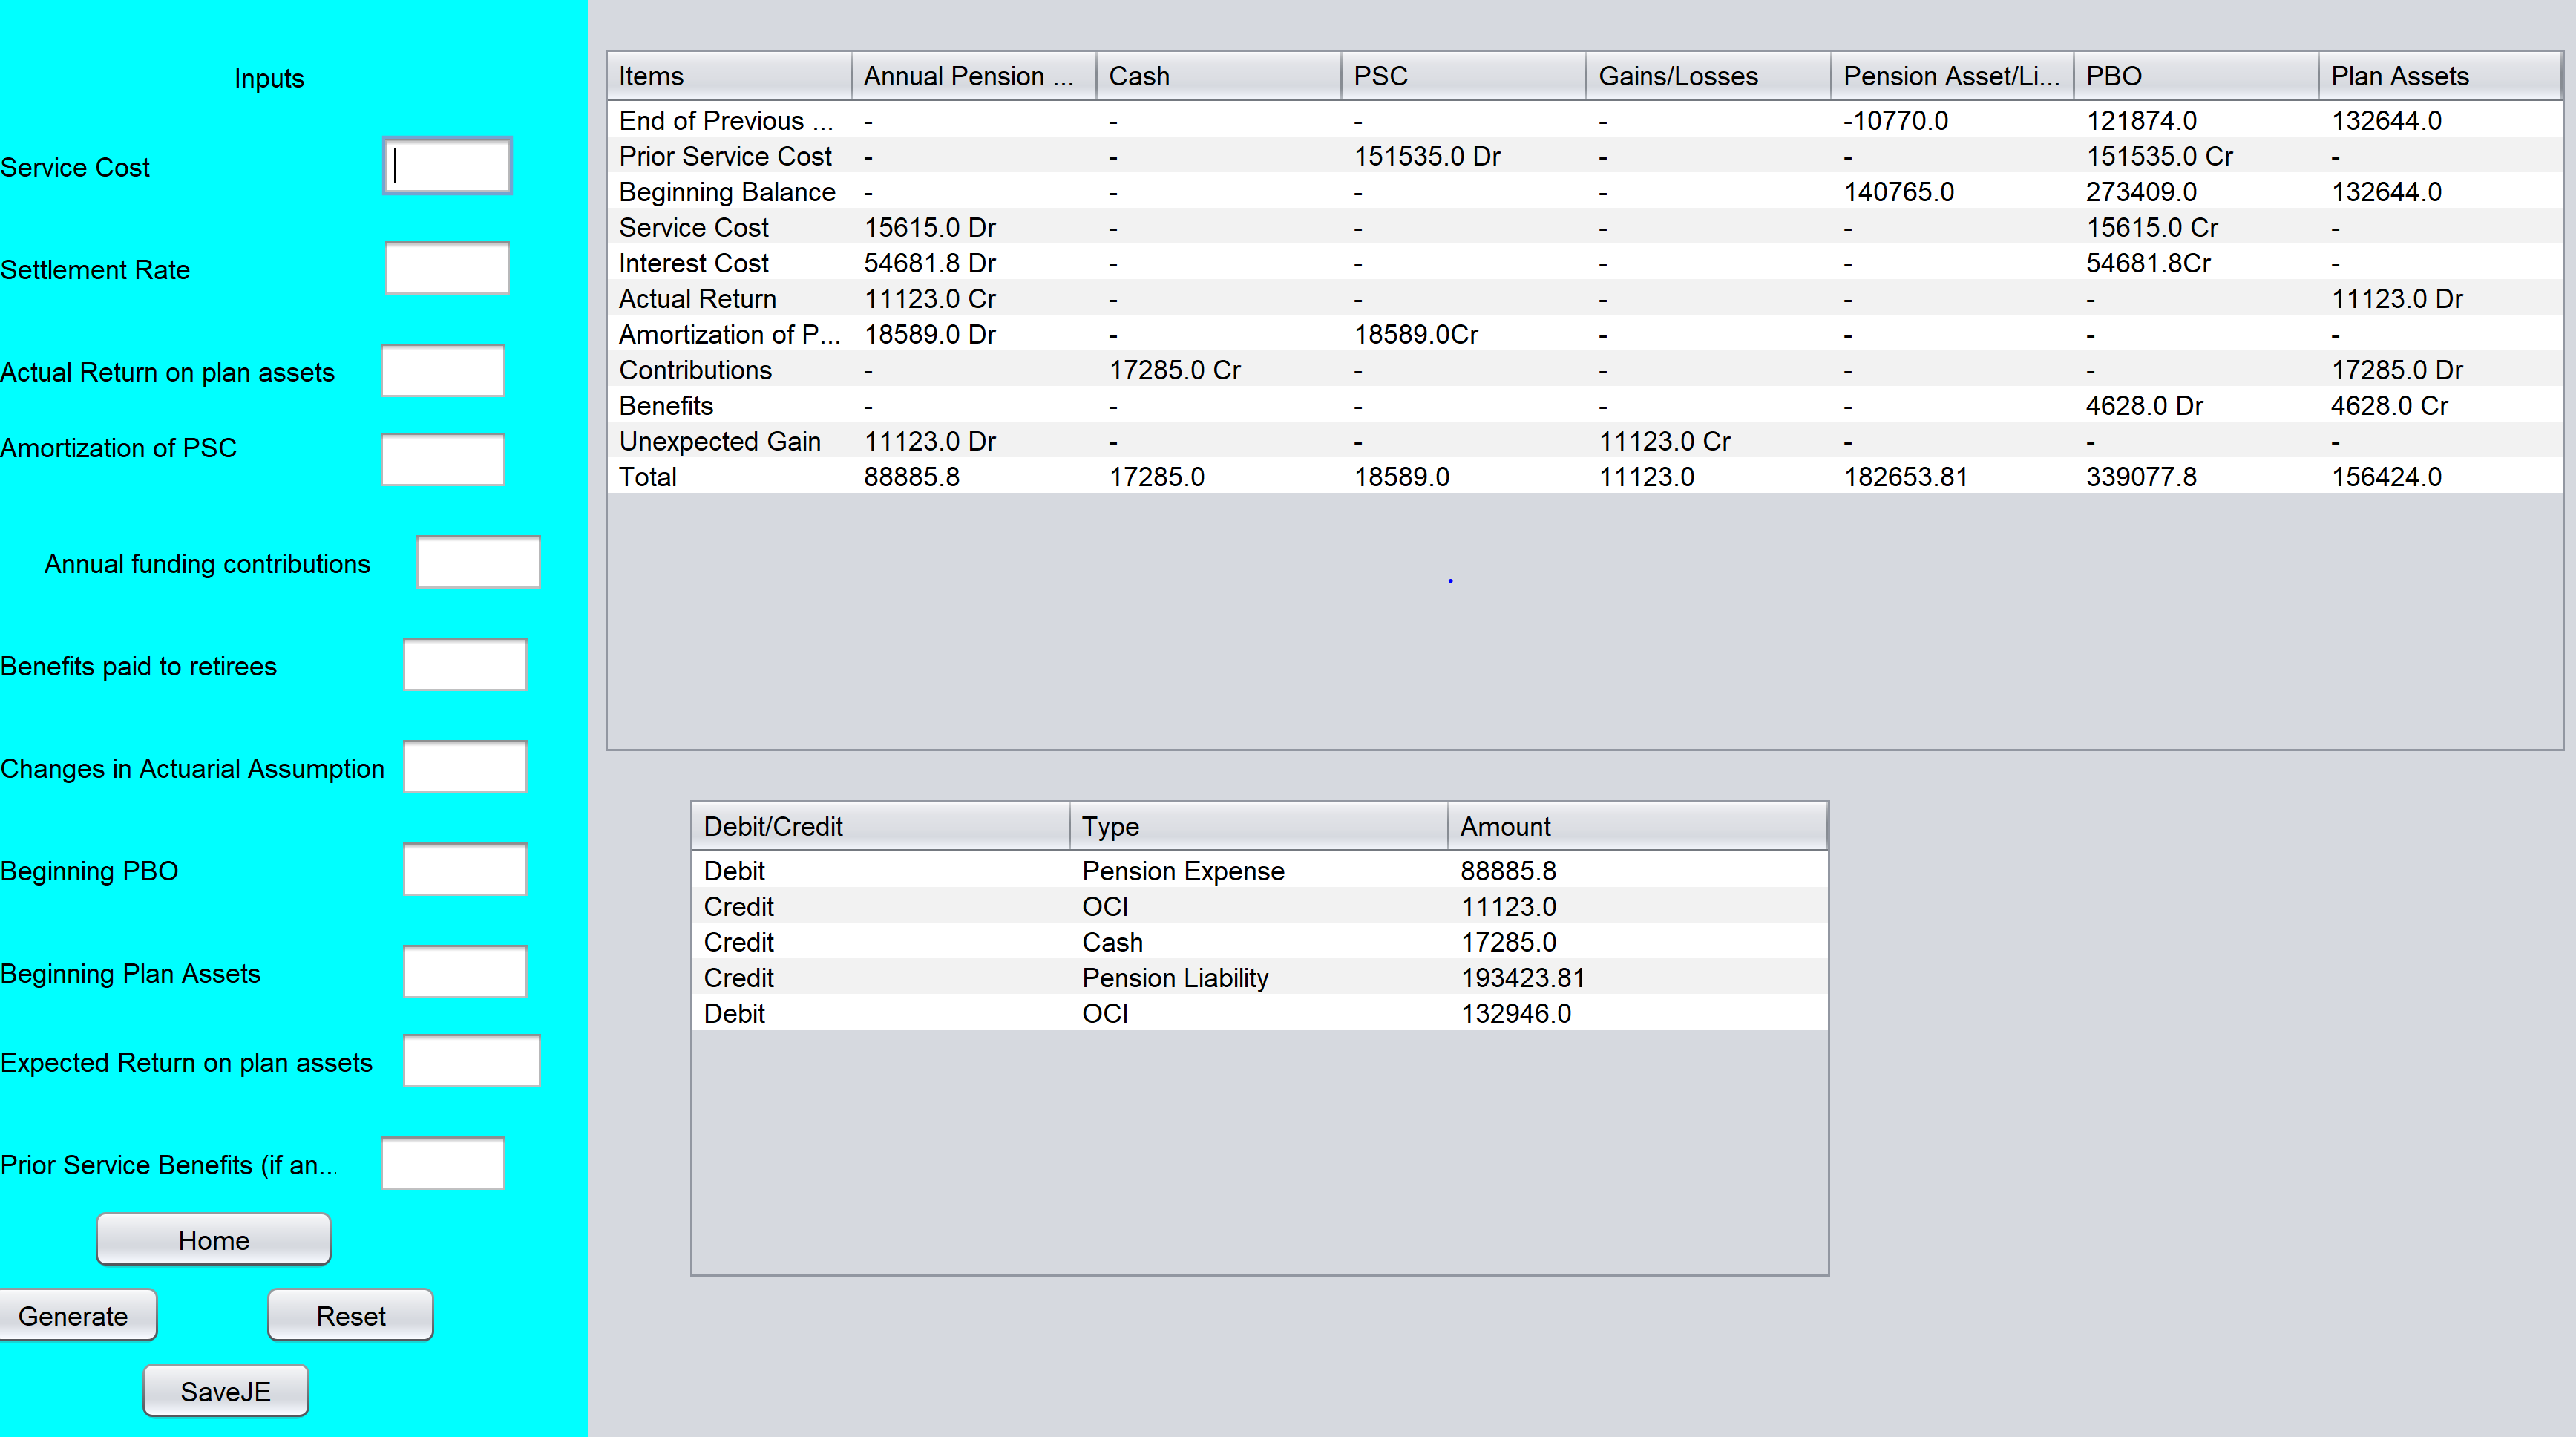 Inputs
Service Cost
Settlement Rate
Actual Return on plan assets
Amortization of PSC
Annual funding contributions
Benefits paid to retirees
Changes in Actuarial Assumption
Beginning PBO
Beginning Plan Assets
Expected Return on plan assets
Prior Service Benefits (if an...
Home
Generate Reset
SaveJE
Items Annual Pension ... Cash PSC Gains/Losses Pension Asset/Li... PBO Plan Assets
End of Previous ... - - - - -10770.0 121874.0 132644.0
Prior Service Cost - - 151535.0 Dr - - 151535.0 Cr -
Beginning Balance - - - - 140765.0 273409.0 132644.0
Service Cost 15615.0 Dr - - - - 15615.0 Cr -
Interest Cost 54681.8 Dr - - - - 54681.8Cr -
Actual Return 11123.0 Cr - - - - - 11123.0 Dr
Amortization of P... 18589.0 Dr - 18589.0Cr - - - -
Contributions - 17285.0 Cr - - - - 17285.0 Dr
Benefits - - - - - 4628.0 Dr 4628.0 Cr
Unexpected Gain 11123.0 Dr - - 11123.0 Cr - - -
Total 88885.8 17285.0 18589.0 11123.0 182653.81 339077.8 156424.0
Debit/Credit Type Amount
Debit Pension Expense 88885.8
Credit OCI 11123.0
Credit Cash 17285.0
Credit Pension Liability 193423.81
Debit OCI 132946.0